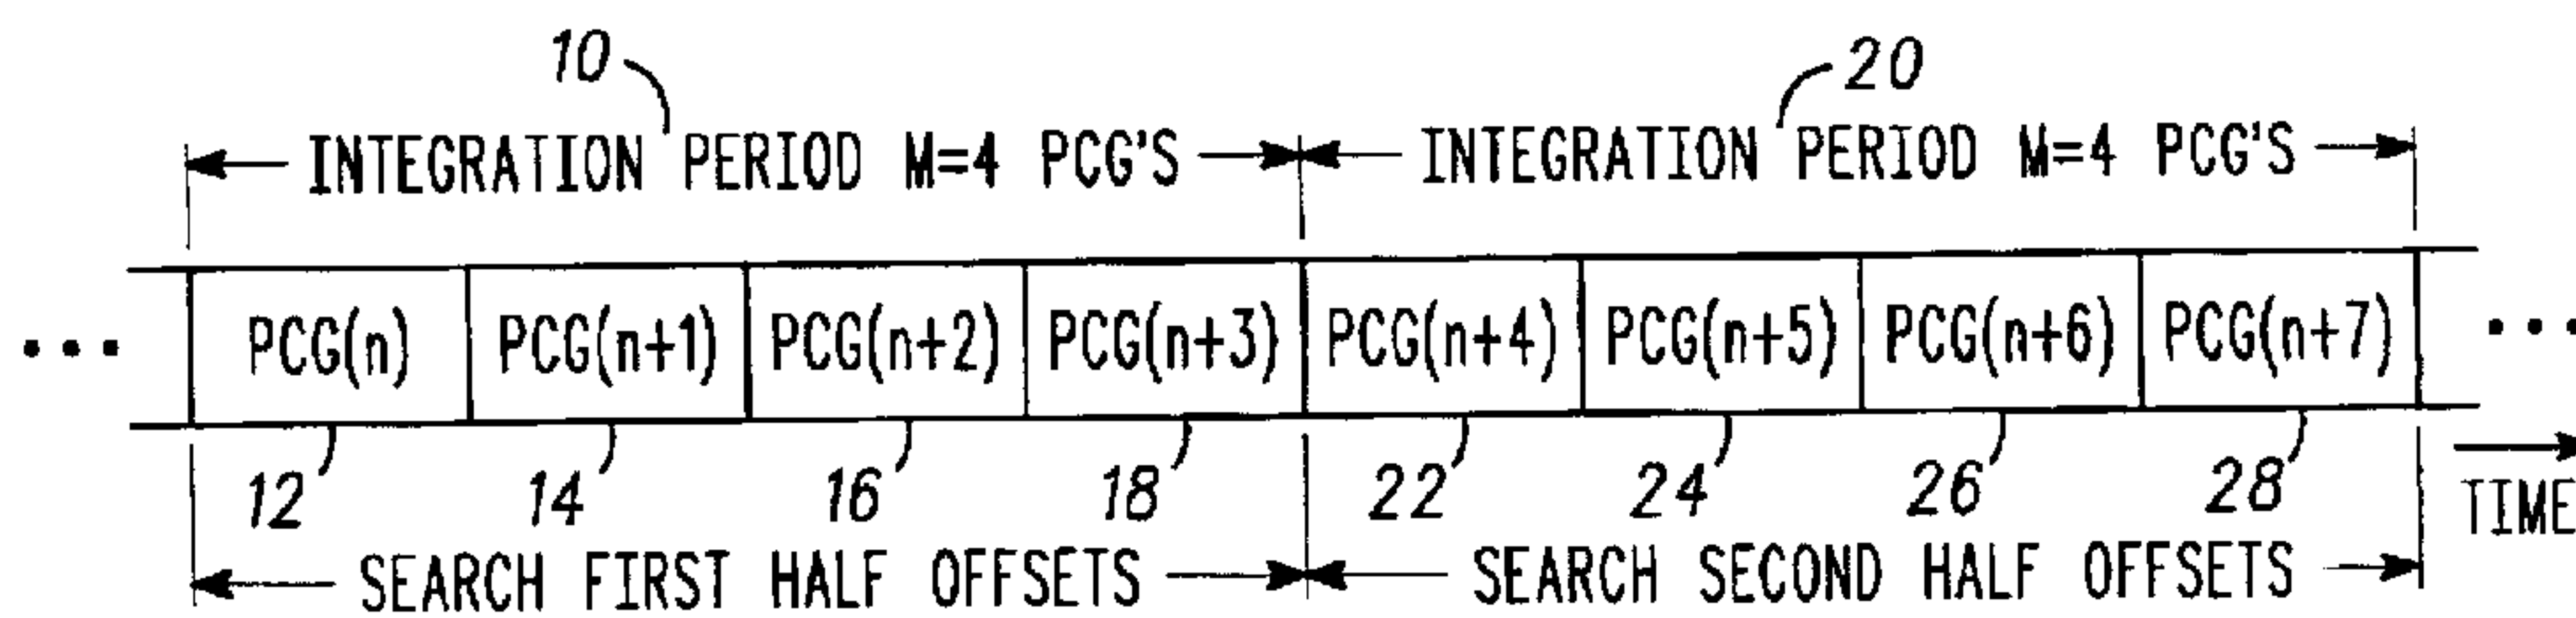 10 20
INTEGRATION PERIOD M=4 PCG'S INTEGRATION PERIOD M=4 PCG'S
... PCG(n) PCG(n+1) PCG(n+2) PCG(n+3) PCG(n+4) PCG(n+5) PCG(n+6) PCG(n+7) ...
12 14 16 18 22 24 26 28 TIME
SEARCH FIRST HALF OFFSETS SEARCH SECOND HALF OFFSETS